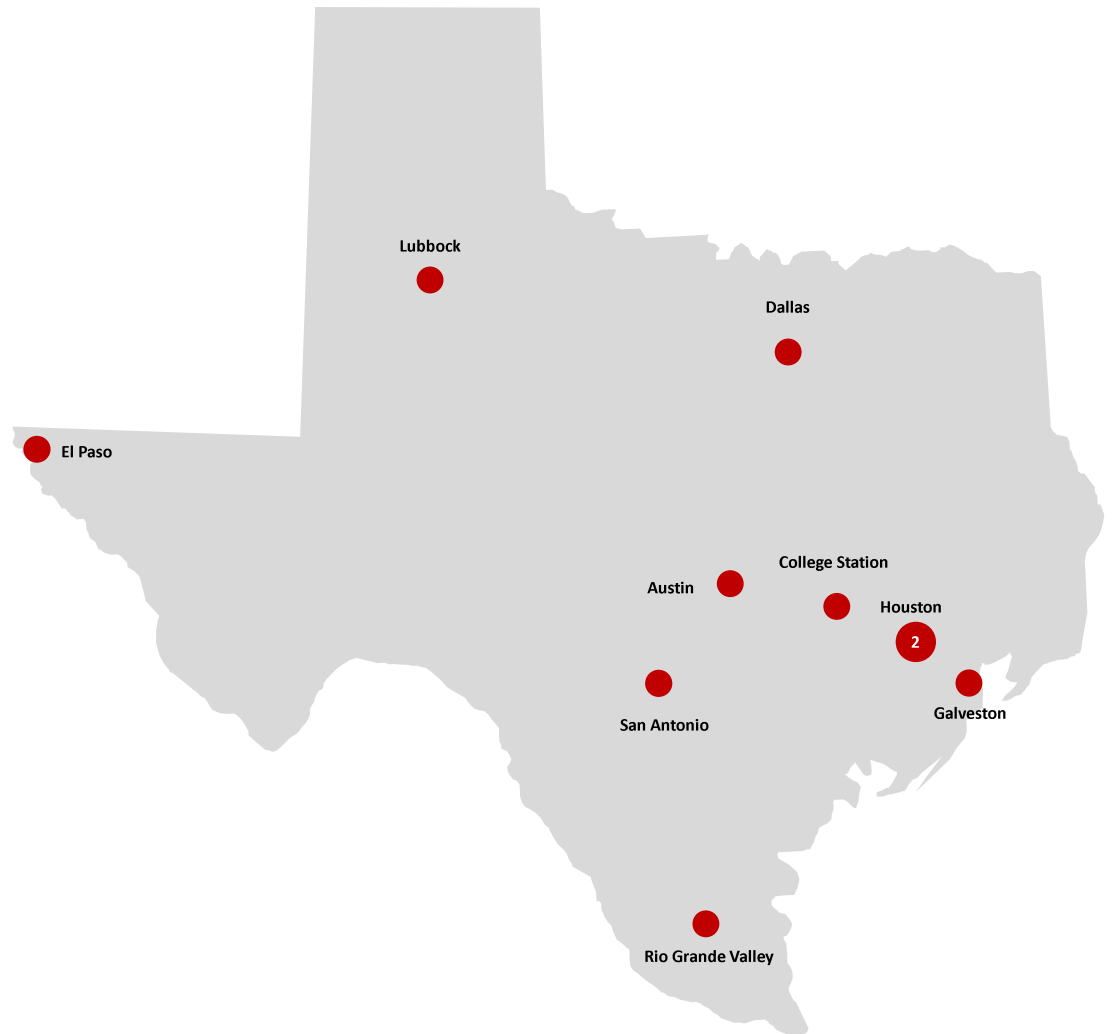 Lubbock
Dallas
El Paso
College Station
Austin
Houston
2
Galveston
San Antonio
Rio Grande Valley